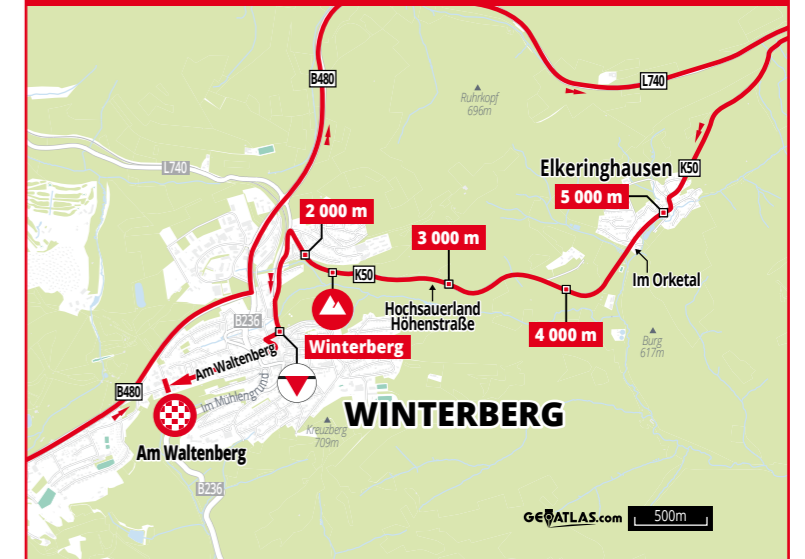 B480
L740
Ruhrkopf
696m
L740
Elkeringhausen
K50
5 000 m
2 000 m
3 000 m
K50
Im Orketal
Hochsauerland
Höhenstraße
B236
4 000 m
Winterberg
Burg
617m
Am Waltenberg
B480
Im Mühlengrund
WINTERBERG
Kreuzberg
709m
Am Waltenberg
B236
GEOATLAS.com
500m